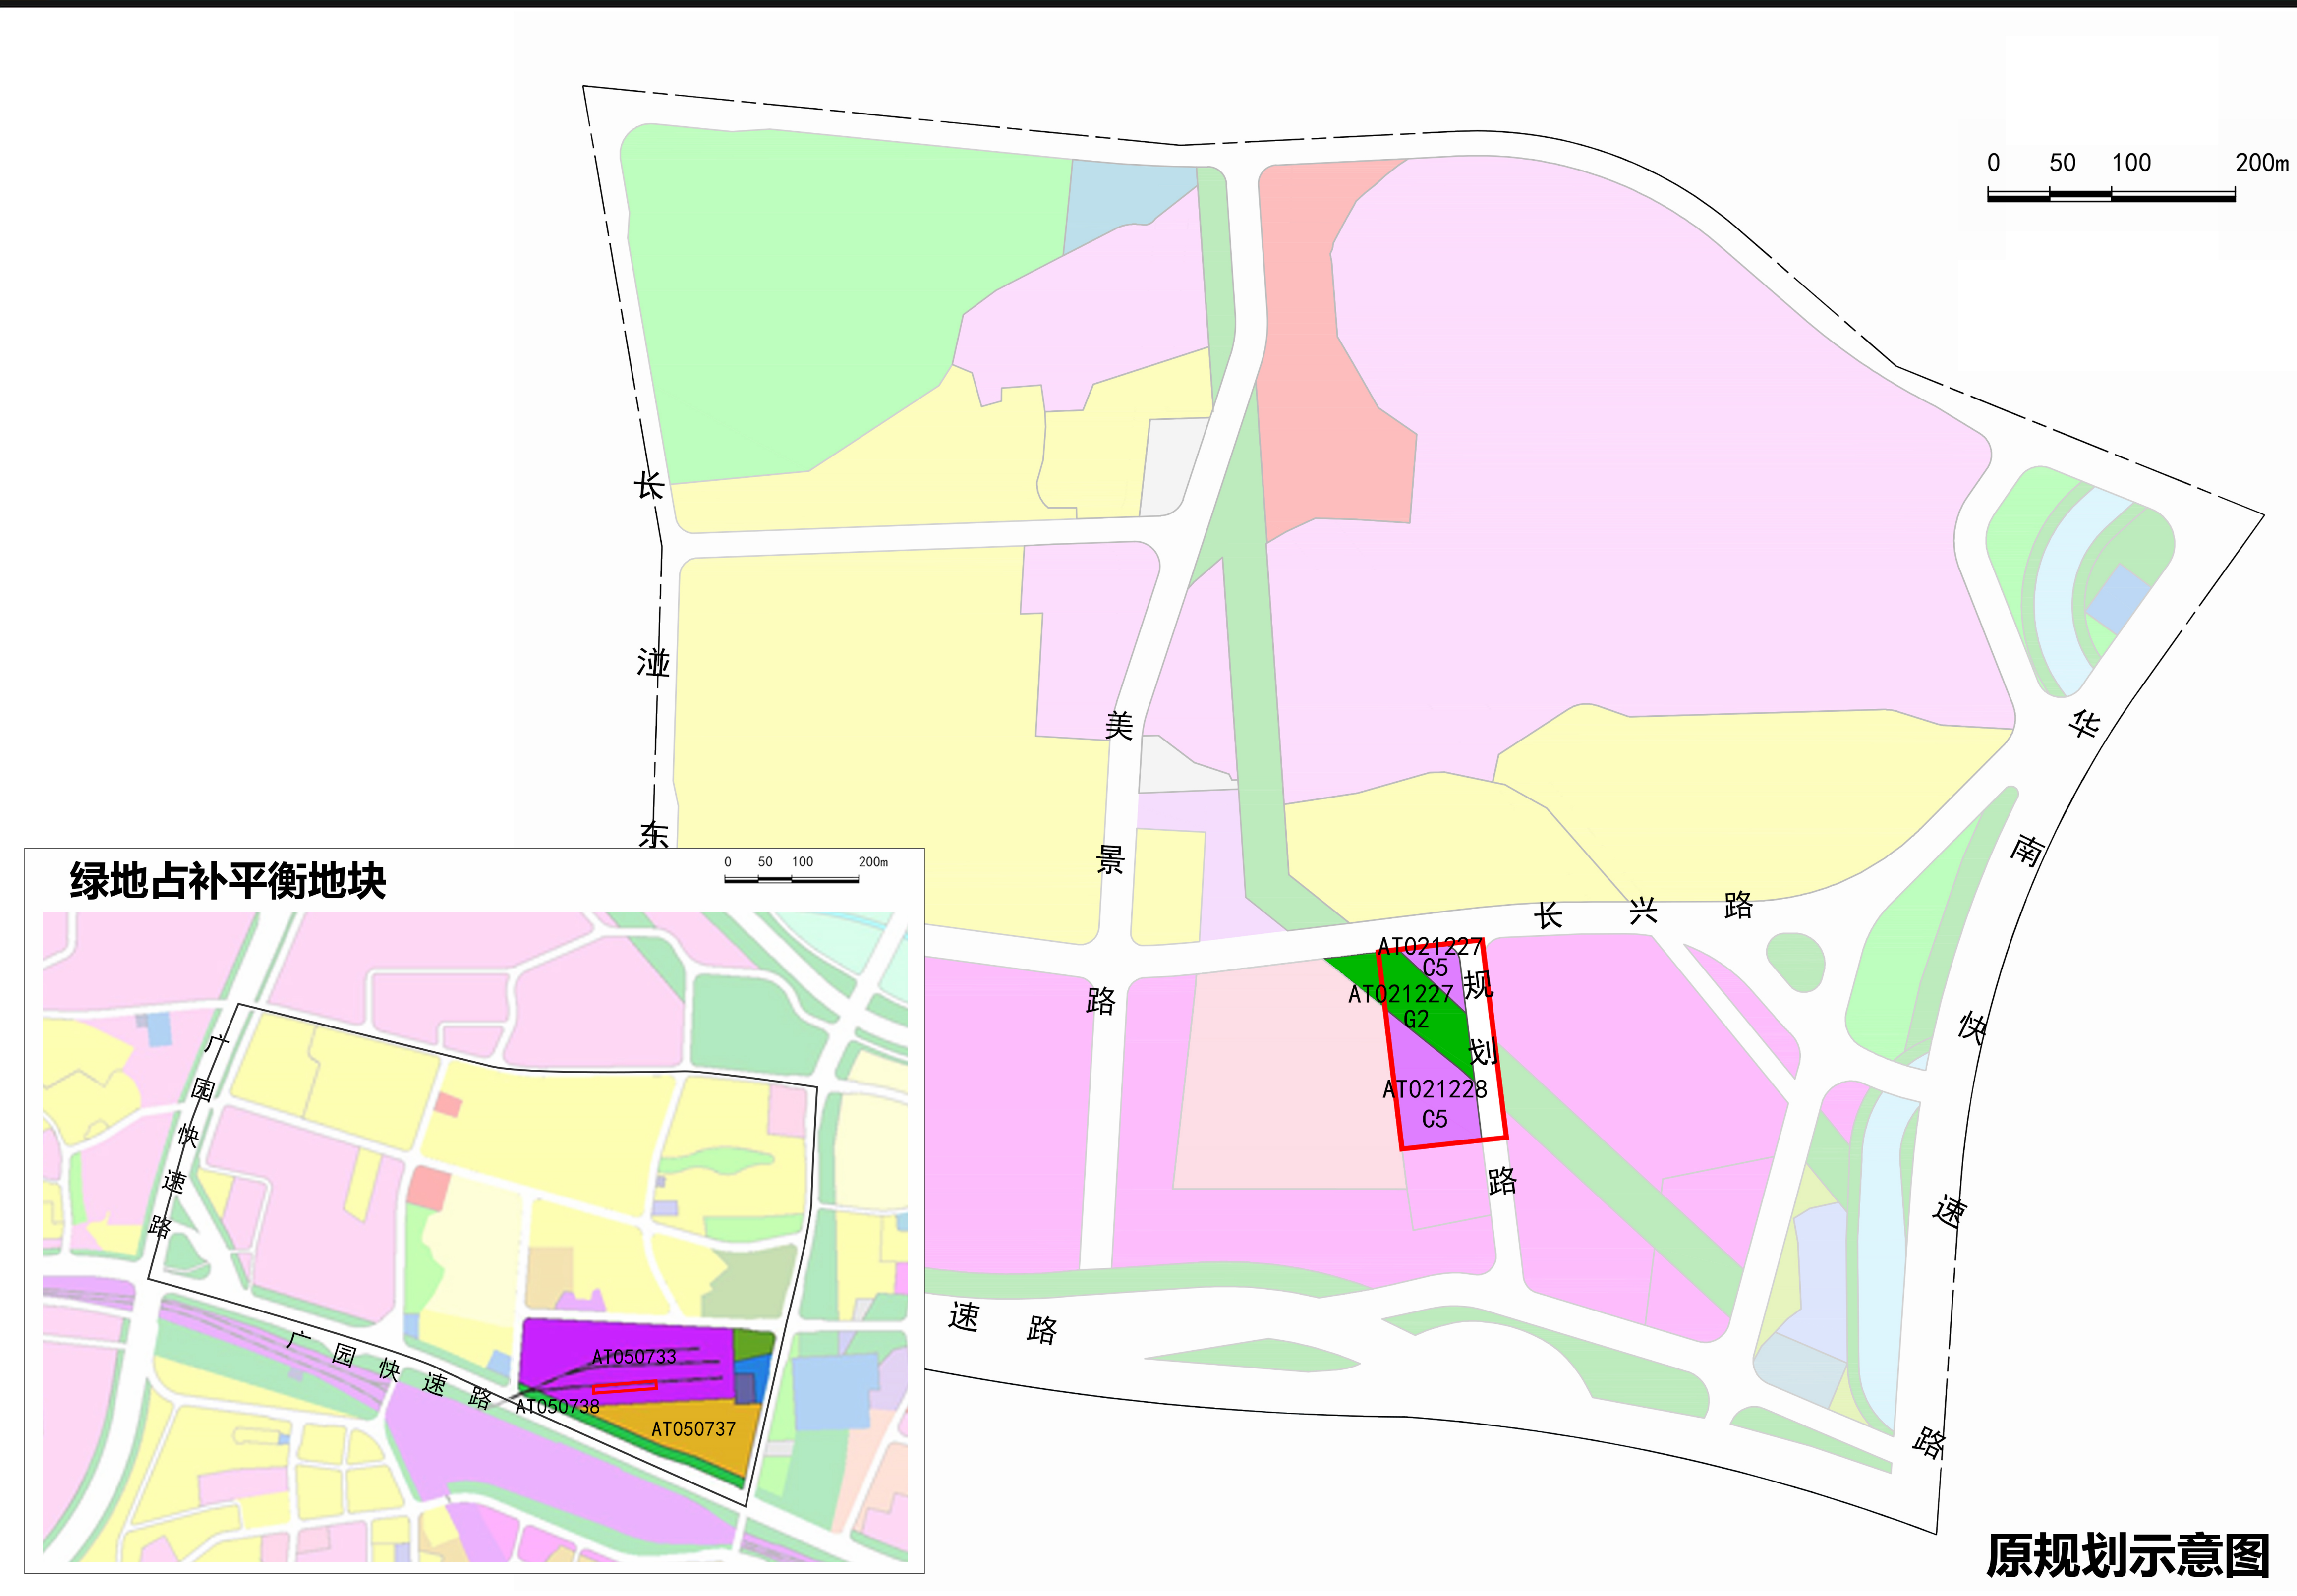 0 50 100 200m
长
湴
东
美
景
路
华
南
快
速
路
长 兴 路
AT021227
C5
规
AT021227
G2
划
AT021228
C5
路
速 路
绿地占补平衡地块
0 50 100 200m
广
园
快
速
路
广 园 快 速 路
AT050733
AT050738
AT050737
原规划示意图